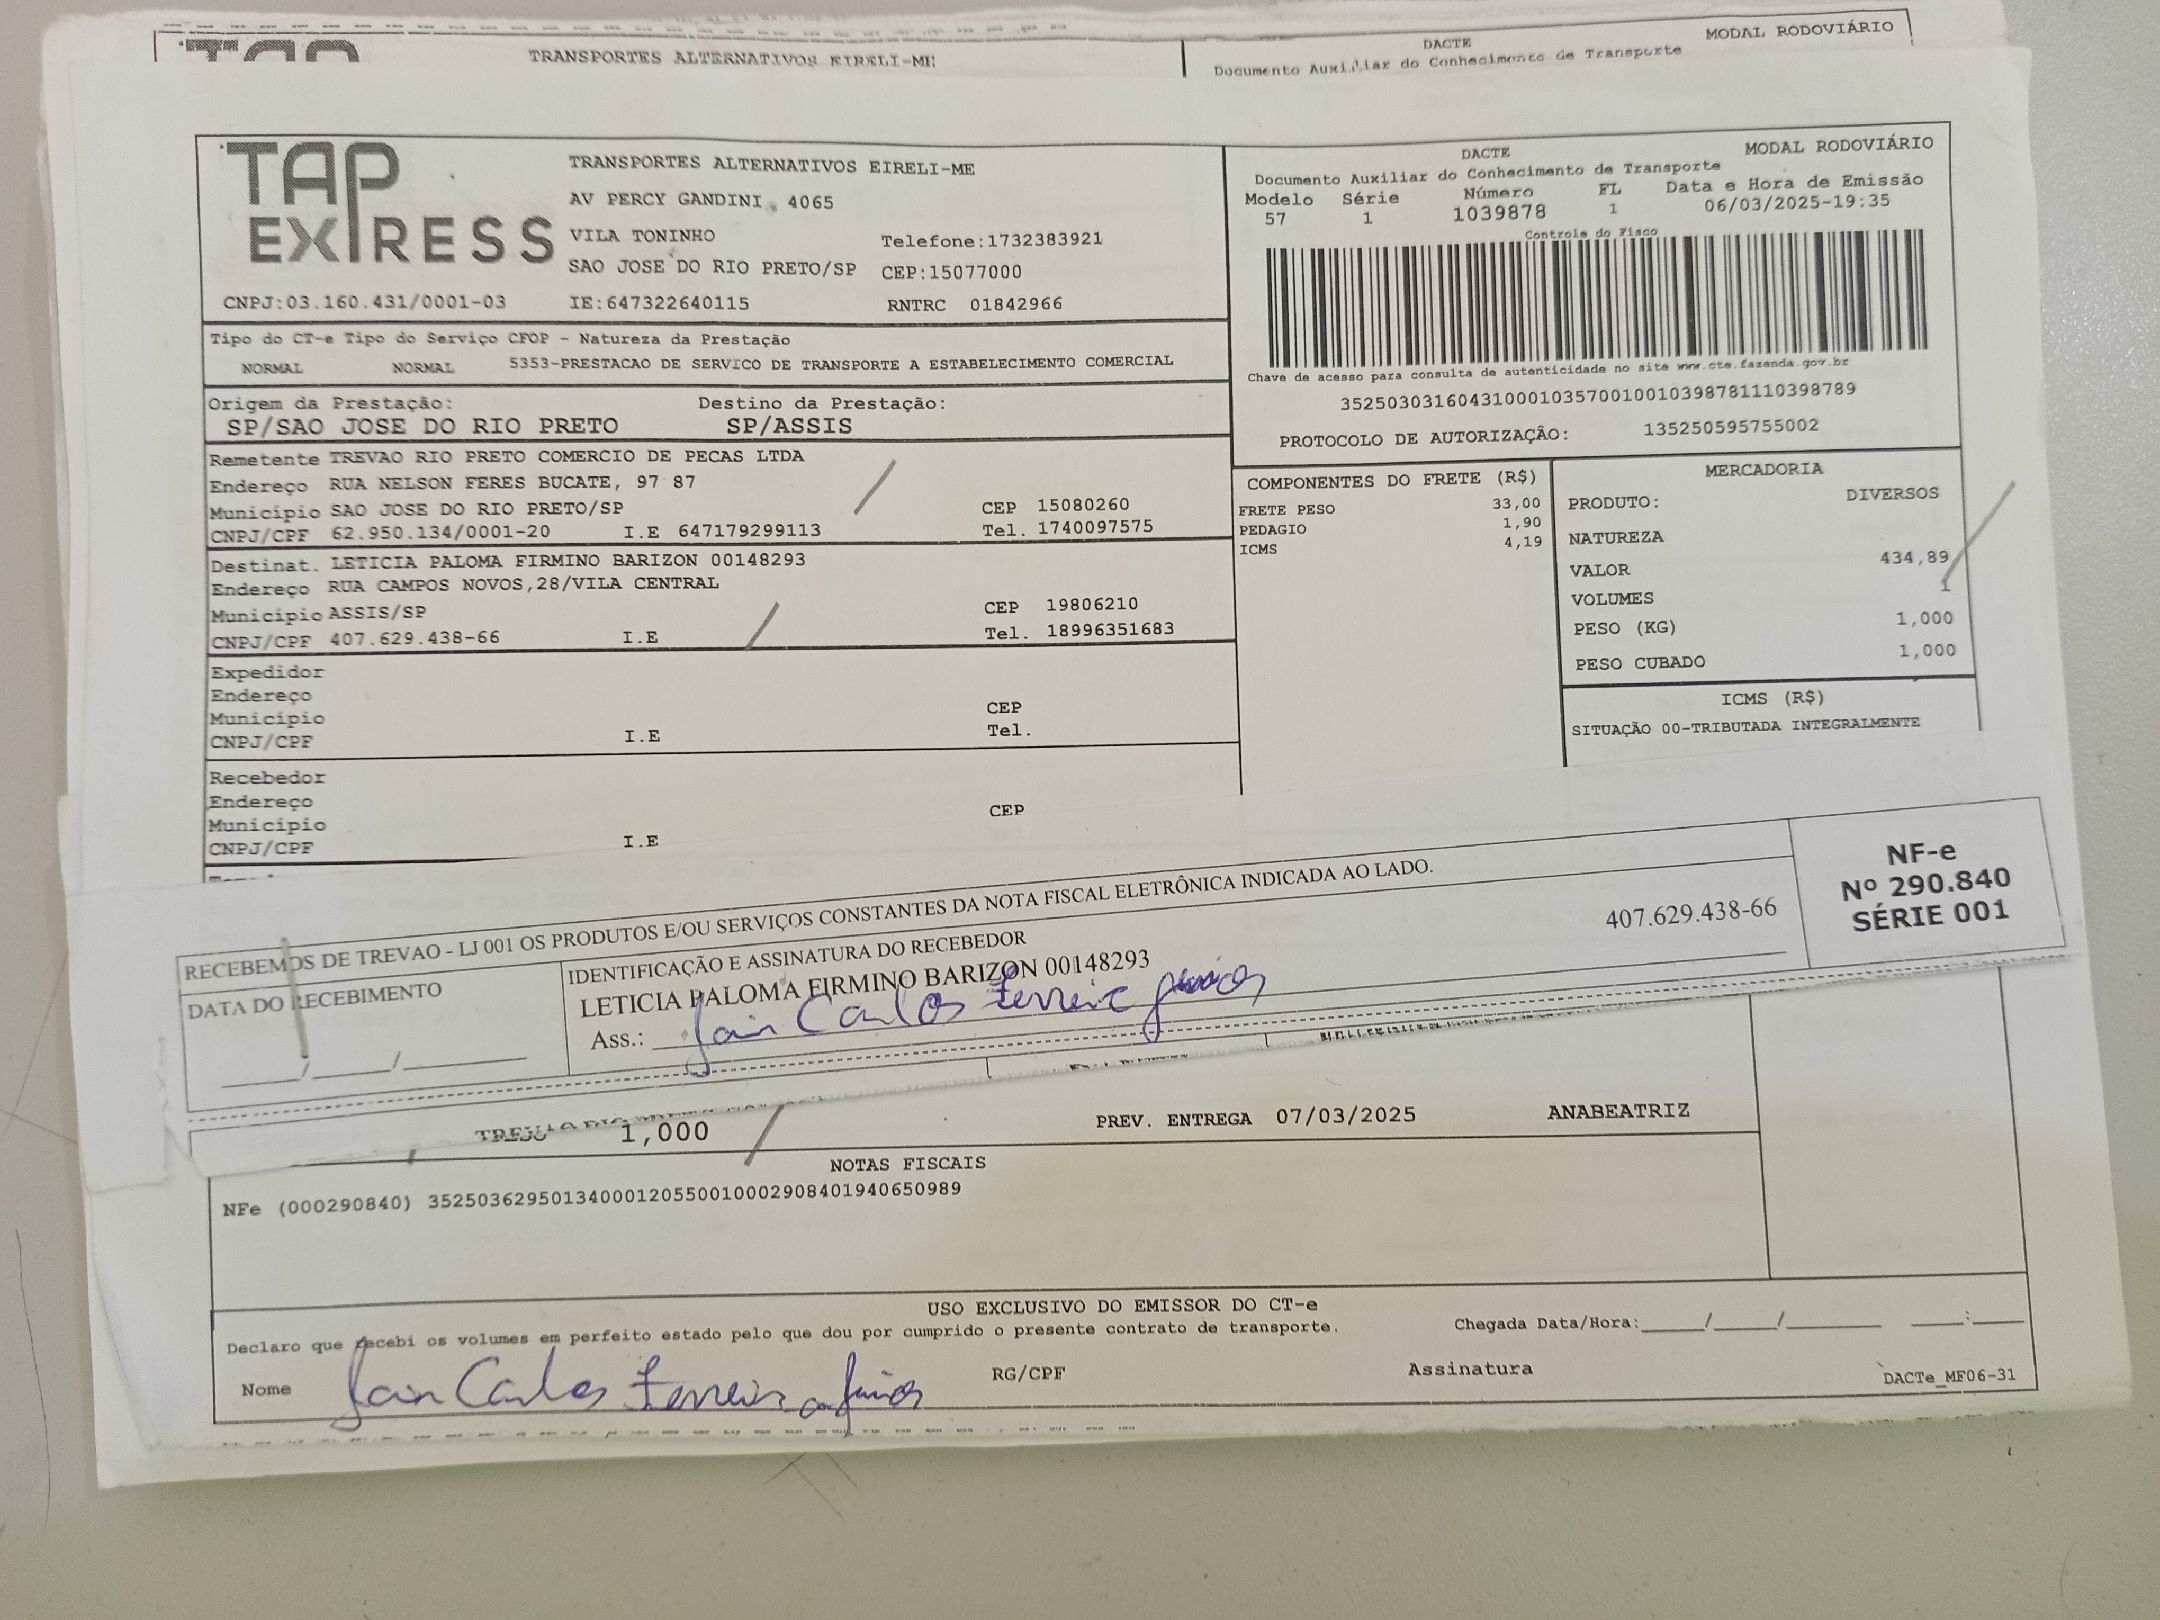 TRANSPORTES ALTERNATIVOS EIRELI-ME
DACTE
MODAL RODOVIÁRIO
Documento Auxiliar do Conhecimento de Transporte
TAP EXPRESS
TRANSPORTES ALTERNATIVOS EIRELI-ME
AV PERCY GANDINI, 4065
VILA TONINHO Telefone:1732383921
SAO JOSE DO RIO PRETO/SP CEP:15077000
CNPJ:03.160.431/0001-03 IE:647322640115 RNTRC 01842966
DACTE MODAL RODOVIÁRIO
Documento Auxiliar do Conhecimento de Transporte
Modelo Série Número FL Data e Hora de Emissão
57 1 1039878 1 06/03/2025-19:35
Controle do Fisco
Chave de acesso para consulta de autenticidade no site www.cte.fazenda.gov.br
35250303160431000103570010010398781110398789
PROTOCOLO DE AUTORIZAÇÃO: 135250595755002
Tipo do CT-e Tipo do Serviço CFOP - Natureza da Prestação
NORMAL NORMAL 5353-PRESTACAO DE SERVICO DE TRANSPORTE A ESTABELECIMENTO COMERCIAL
Origem da Prestação: Destino da Prestação:
SP/SAO JOSE DO RIO PRETO SP/ASSIS
Remetente TREVAO RIO PRETO COMERCIO DE PECAS LTDA
Endereço RUA NELSON FERES BUCATE, 97 87
Município SAO JOSE DO RIO PRETO/SP CEP 15080260
CNPJ/CPF 62.950.134/0001-20 I.E 647179299113 Tel. 1740097575
Destinat. LETICIA PALOMA FIRMINO BARIZON 00148293
Endereço RUA CAMPOS NOVOS,28/VILA CENTRAL
Município ASSIS/SP CEP 19806210
CNPJ/CPF 407.629.438-66 I.E Tel. 18996351683
Expedidor
Endereço
Município CEP
CNPJ/CPF I.E Tel.
Recebedor
Endereço
Município CEP
CNPJ/CPF I.E
COMPONENTES DO FRETE (R$)
FRETE PESO 33,00
PEDAGIO 1,90
ICMS 4,19
MERCADORIA
PRODUTO: DIVERSOS
NATUREZA
VALOR 434,89
VOLUMES 1
PESO (KG) 1,000
PESO CUBADO 1,000
ICMS (R$)
SITUAÇÃO 00-TRIBUTADA INTEGRALMENTE
RECEBEMOS DE TREVAO - LJ 001 OS PRODUTOS E/OU SERVIÇOS CONSTANTES DA NOTA FISCAL ELETRÔNICA INDICADA AO LADO.
DATA DO RECEBIMENTO
____/____/______
IDENTIFICAÇÃO E ASSINATURA DO RECEBEDOR
LETICIA PALOMA FIRMINO BARIZON 00148293 407.629.438-66
Ass.: Jair Carlos Ferreira
NF-e
Nº 290.840
SÉRIE 001
1,000 PREV. ENTREGA 07/03/2025 ANABEATRIZ
NOTAS FISCAIS
NFe (000290840) 35250362950134000120550010002908401940650989
USO EXCLUSIVO DO EMISSOR DO CT-e
Declaro que recebi os volumes em perfeito estado pelo que dou por cumprido o presente contrato de transporte. Chegada Data/Hora:____/____/______ ___:___
Nome Jair Carlos Ferreira RG/CPF Assinatura
DACTe_MF06-31